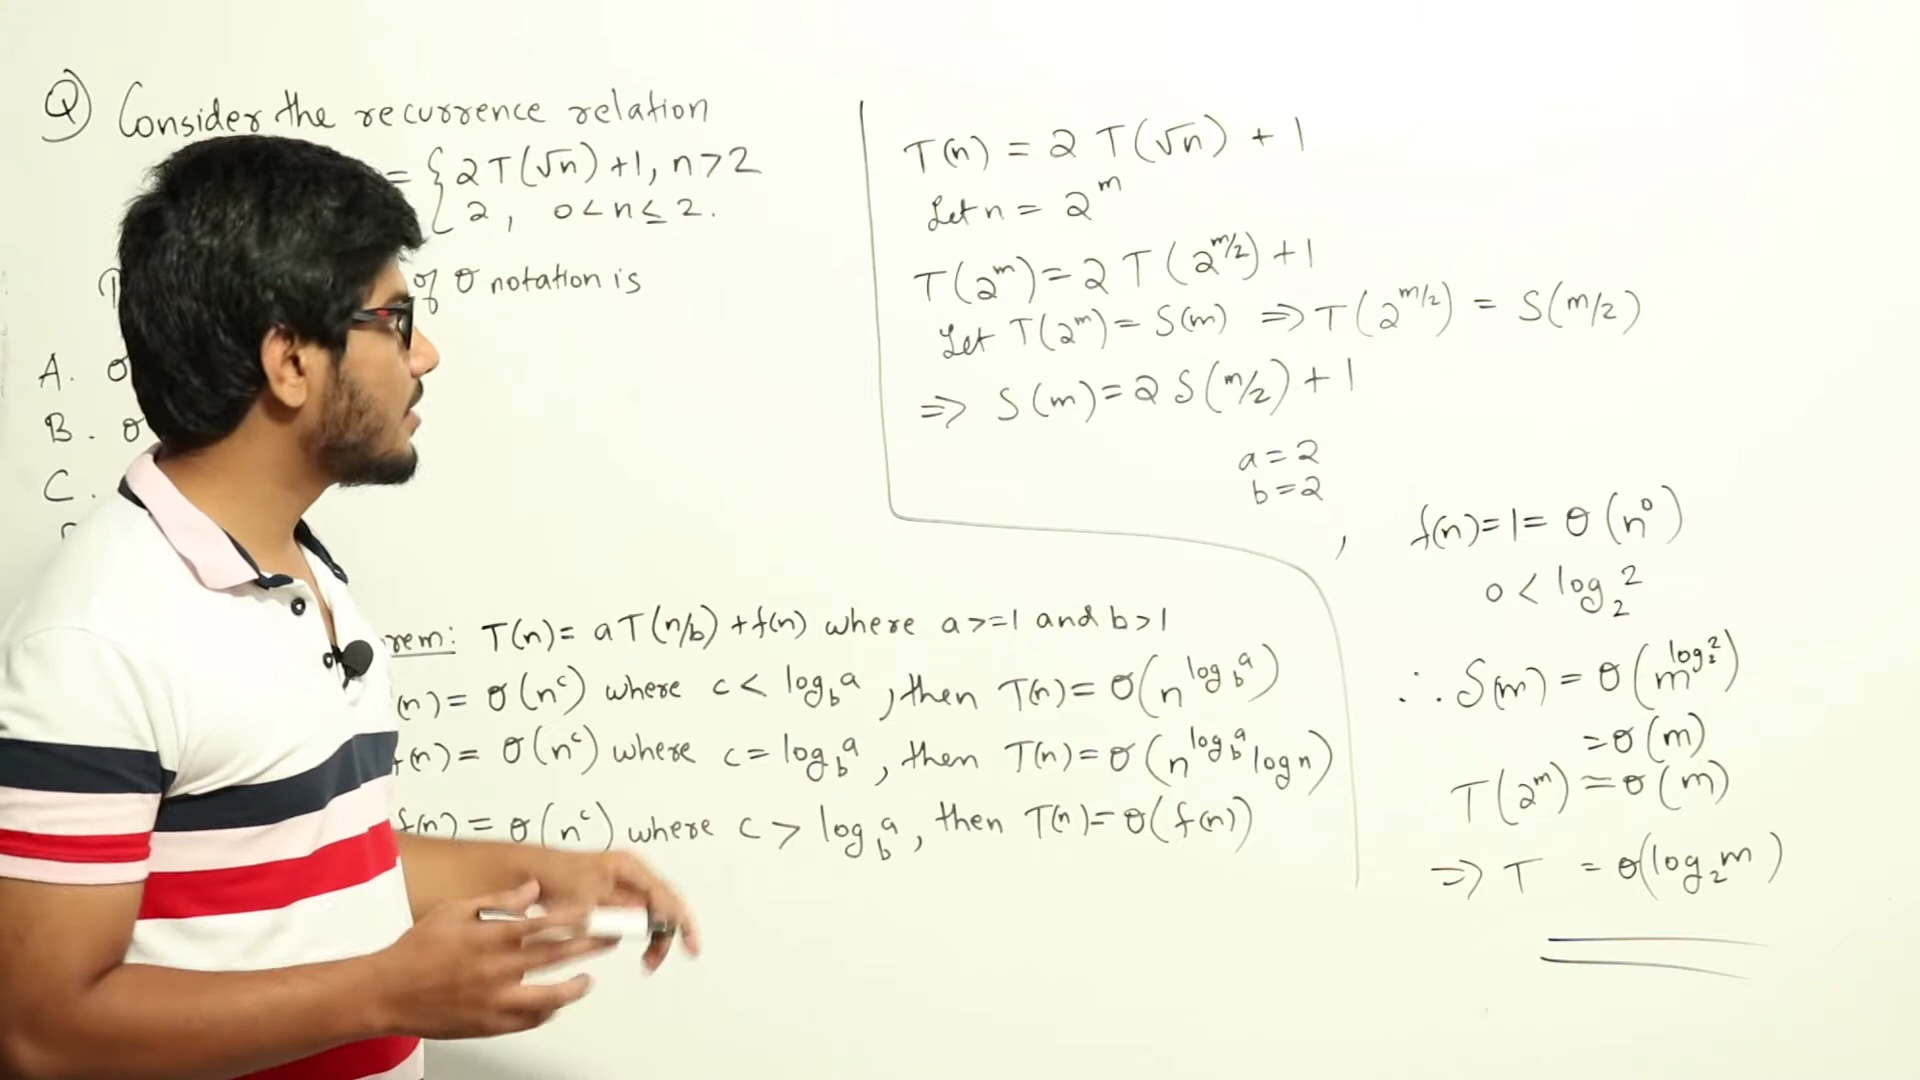 Q) Consider the recurrence relation
= { 2T(√n) + 1, n > 2
2, 0 < n ≤ 2.
of θ notation is
A. θ
B. θ
C.
T(n) = 2 T(√n) + 1
Let n = 2^m
T(2^m) = 2 T(2^{m/2}) + 1
Let T(2^m) = S(m) ⇒ T(2^{m/2}) = S(m/2)
⇒ S(m) = 2 S(m/2) + 1
a = 2
b = 2
, f(n) = 1 = θ(n^0)
0 < log_2 2
∴ S(m) = θ(m^{log_2 2})
= θ(m)
T(2^m) = θ(m)
⇒ T = θ(log_2 m)
rem: T(n) = aT(n/b) + f(n) where a >= 1 and b > 1
(n) = θ(n^c) where c < log_b a, then T(n) = θ(n^{log_b a})
f(n) = θ(n^c) where c = log_b a, then T(n) = θ(n^{log_b a} log n)
f(n) = θ(n^c) where c > log_b a, then T(n) = θ(f(n))